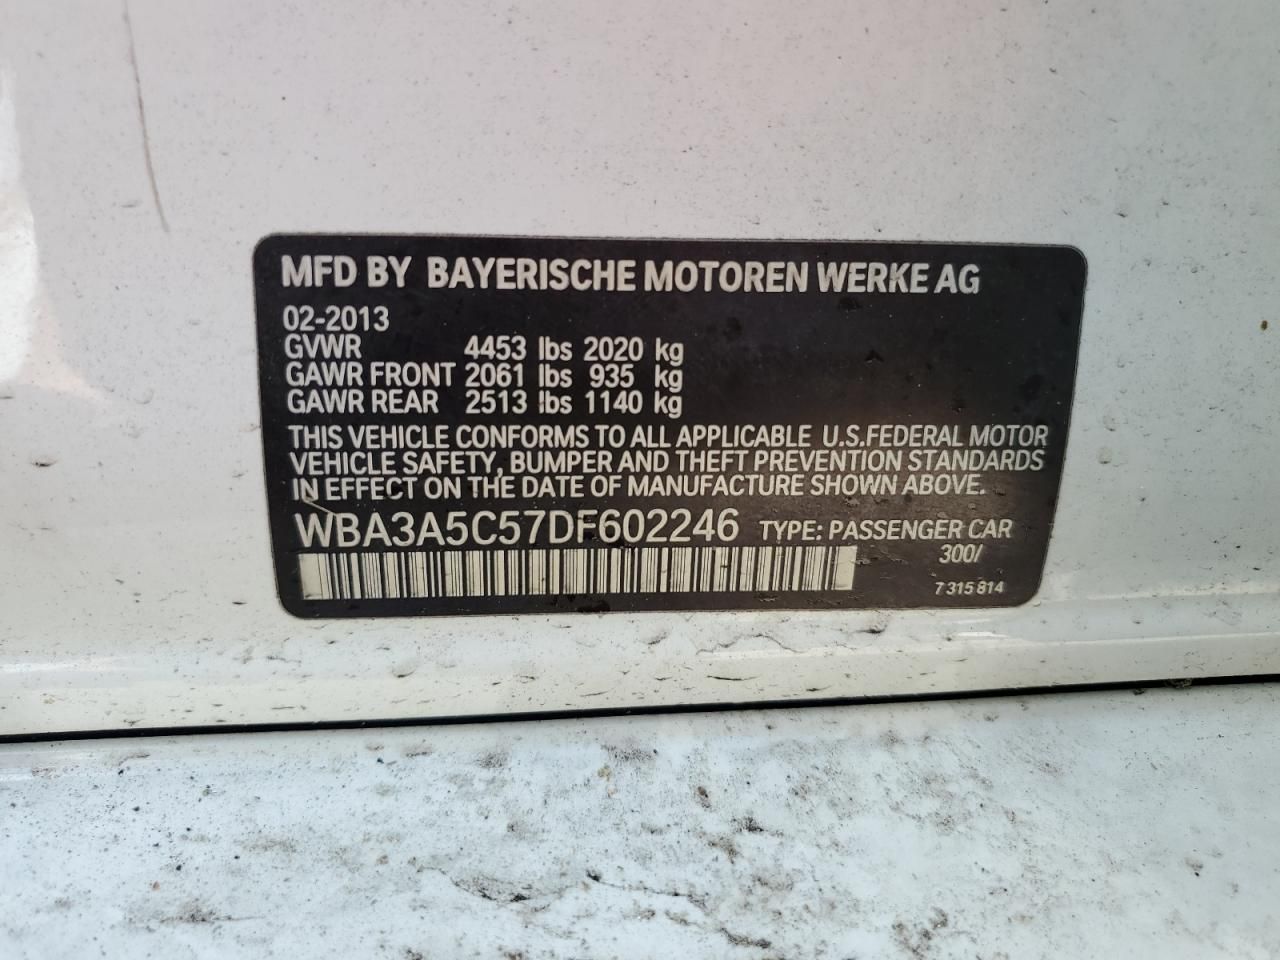 MFD BY BAYERISCHE MOTOREN WERKE AG
02-2013
GVWR 4453 lbs 2020 kg
GAWR FRONT 2061 lbs 935 kg
GAWR REAR 2513 lbs 1140 kg
THIS VEHICLE CONFORMS TO ALL APPLICABLE U.S.FEDERAL MOTOR
VEHICLE SAFETY, BUMPER AND THEFT PREVENTION STANDARDS
IN EFFECT ON THE DATE OF MANUFACTURE SHOWN ABOVE.
WBA3A5C57DF602246 TYPE: PASSENGER CAR
300/
7 315 814